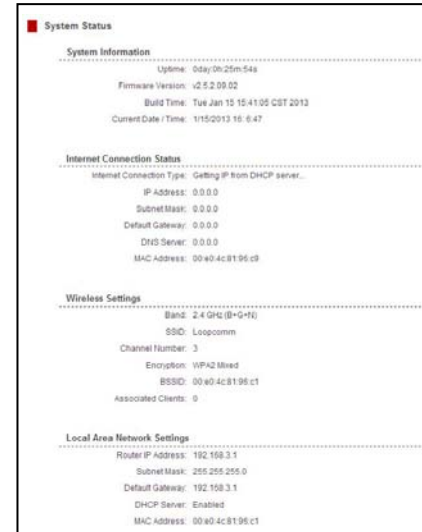 System Status
System Information
Uptime: 0day:0h:25m:54s
Firmware Version: v2.5.2.09.02
Build Time: Tue Jan 15 15:41:05 CST 2013
Current Date / Time: 1/15/2013 16: 6:47
Internet Connection Status
Internet Connection Type: Getting IP from DHCP server...
IP Address: 0.0.0.0
Subnet Mask: 0.0.0.0
Default Gateway: 0.0.0.0
DNS Server: 0.0.0.0
MAC Address: 00:e0:4c:81:96:c9
Wireless Settings
Band: 2.4 GHz (B+G+N)
SSID: Loopcomm
Channel Number: 3
Encryption: WPA2 Mixed
BSSID: 00:e0:4c:81:96:c1
Associated Clients: 0
Local Area Network Settings
Router IP Address: 192.168.3.1
Subnet Mask: 255.255.255.0
Default Gateway: 192.168.3.1
DHCP Server: Enabled
MAC Address: 00:e0:4c:81:96:c1